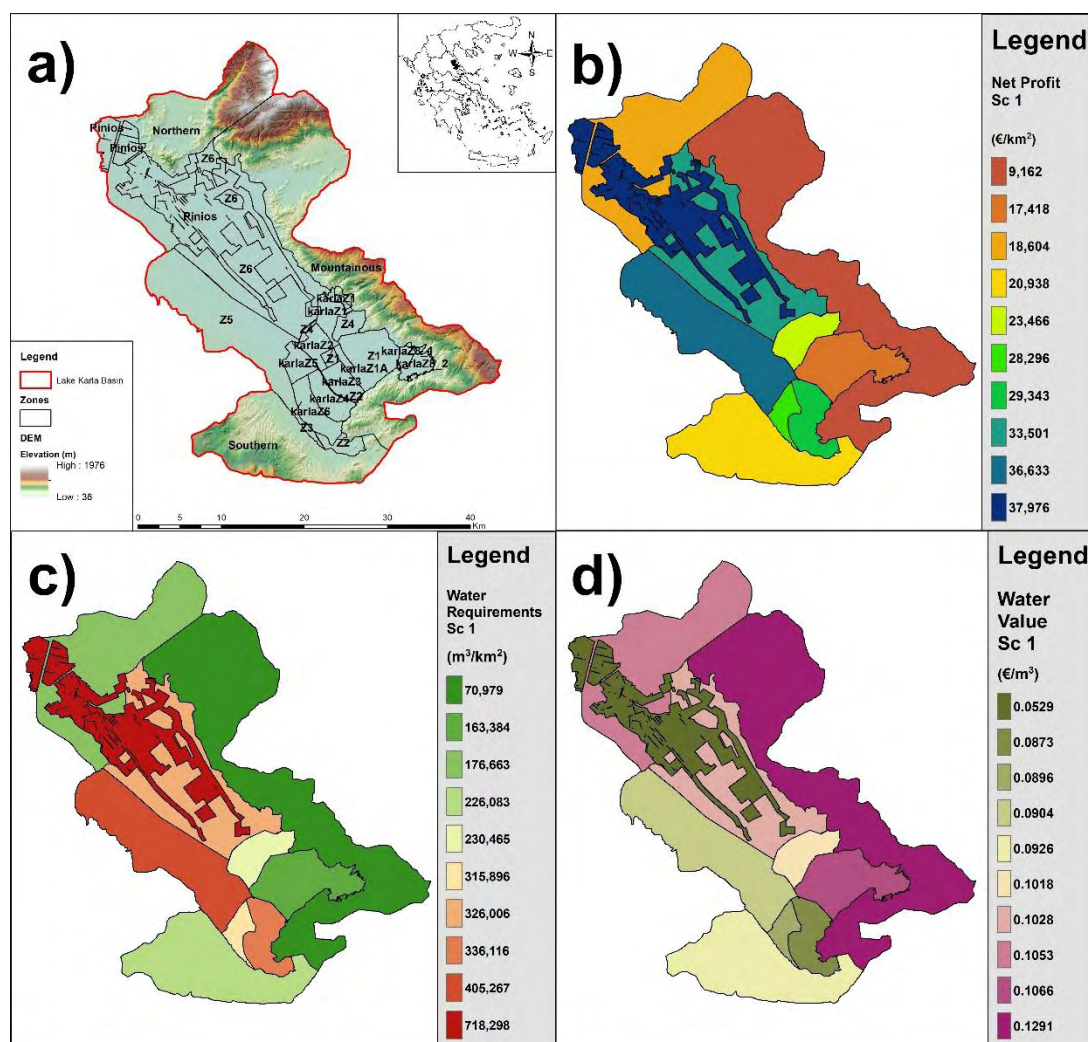 a)
N
W
E
S
Pinios
Pinios
Northern
Z6
Z6
Pinios
Z6
Mountainous
karlaZ1
karlaZ1
Z5
Z4
Z4
karlaZ2
Z1
karlaZ5
Z1
karlaZ1A
karlaZ8_2
karlaZ3
karlaZ4
Z2
karlaZ6
Z3
Z2
Southern
Legend
Lake Karla Basin
Zones
DEM
Elevation (m)
High : 1976
Low : 36
0 5 10 20 30 40
Km
b)
Legend
Net Profit
Sc 1
(€/km²)
9,162
17,418
18,604
20,938
23,466
28,296
29,343
33,501
36,633
37,976
c)
Legend
Water
Requirements
Sc 1
(m³/km²)
70,979
163,384
176,663
226,083
230,465
315,896
326,006
336,116
405,267
718,298
d)
Legend
Water
Value
Sc 1
(€/m³)
0.0529
0.0873
0.0896
0.0904
0.0926
0.1018
0.1028
0.1053
0.1066
0.1291